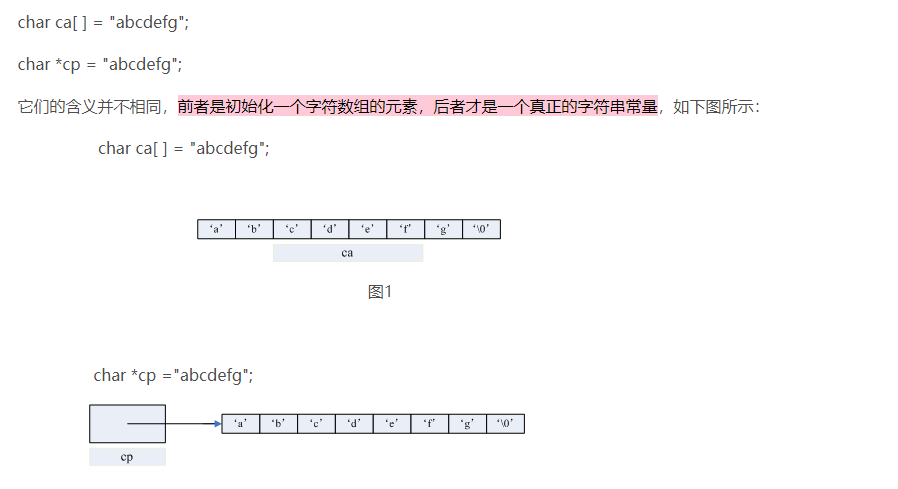 char ca[ ] = "abcdefg";
char *cp = "abcdefg";
它们的含义并不相同，前者是初始化一个字符数组的元素，后者才是一个真正的字符串常量，如下图所示：
char ca[ ] = "abcdefg";
‘a’ ‘b’ ‘c’ ‘d’ ‘e’ ‘f’ ‘g’ ‘\0’
ca
图1
char *cp ="abcdefg";
‘a’ ‘b’ ‘c’ ‘d’ ‘e’ ‘f’ ‘g’ ‘\0’
cp